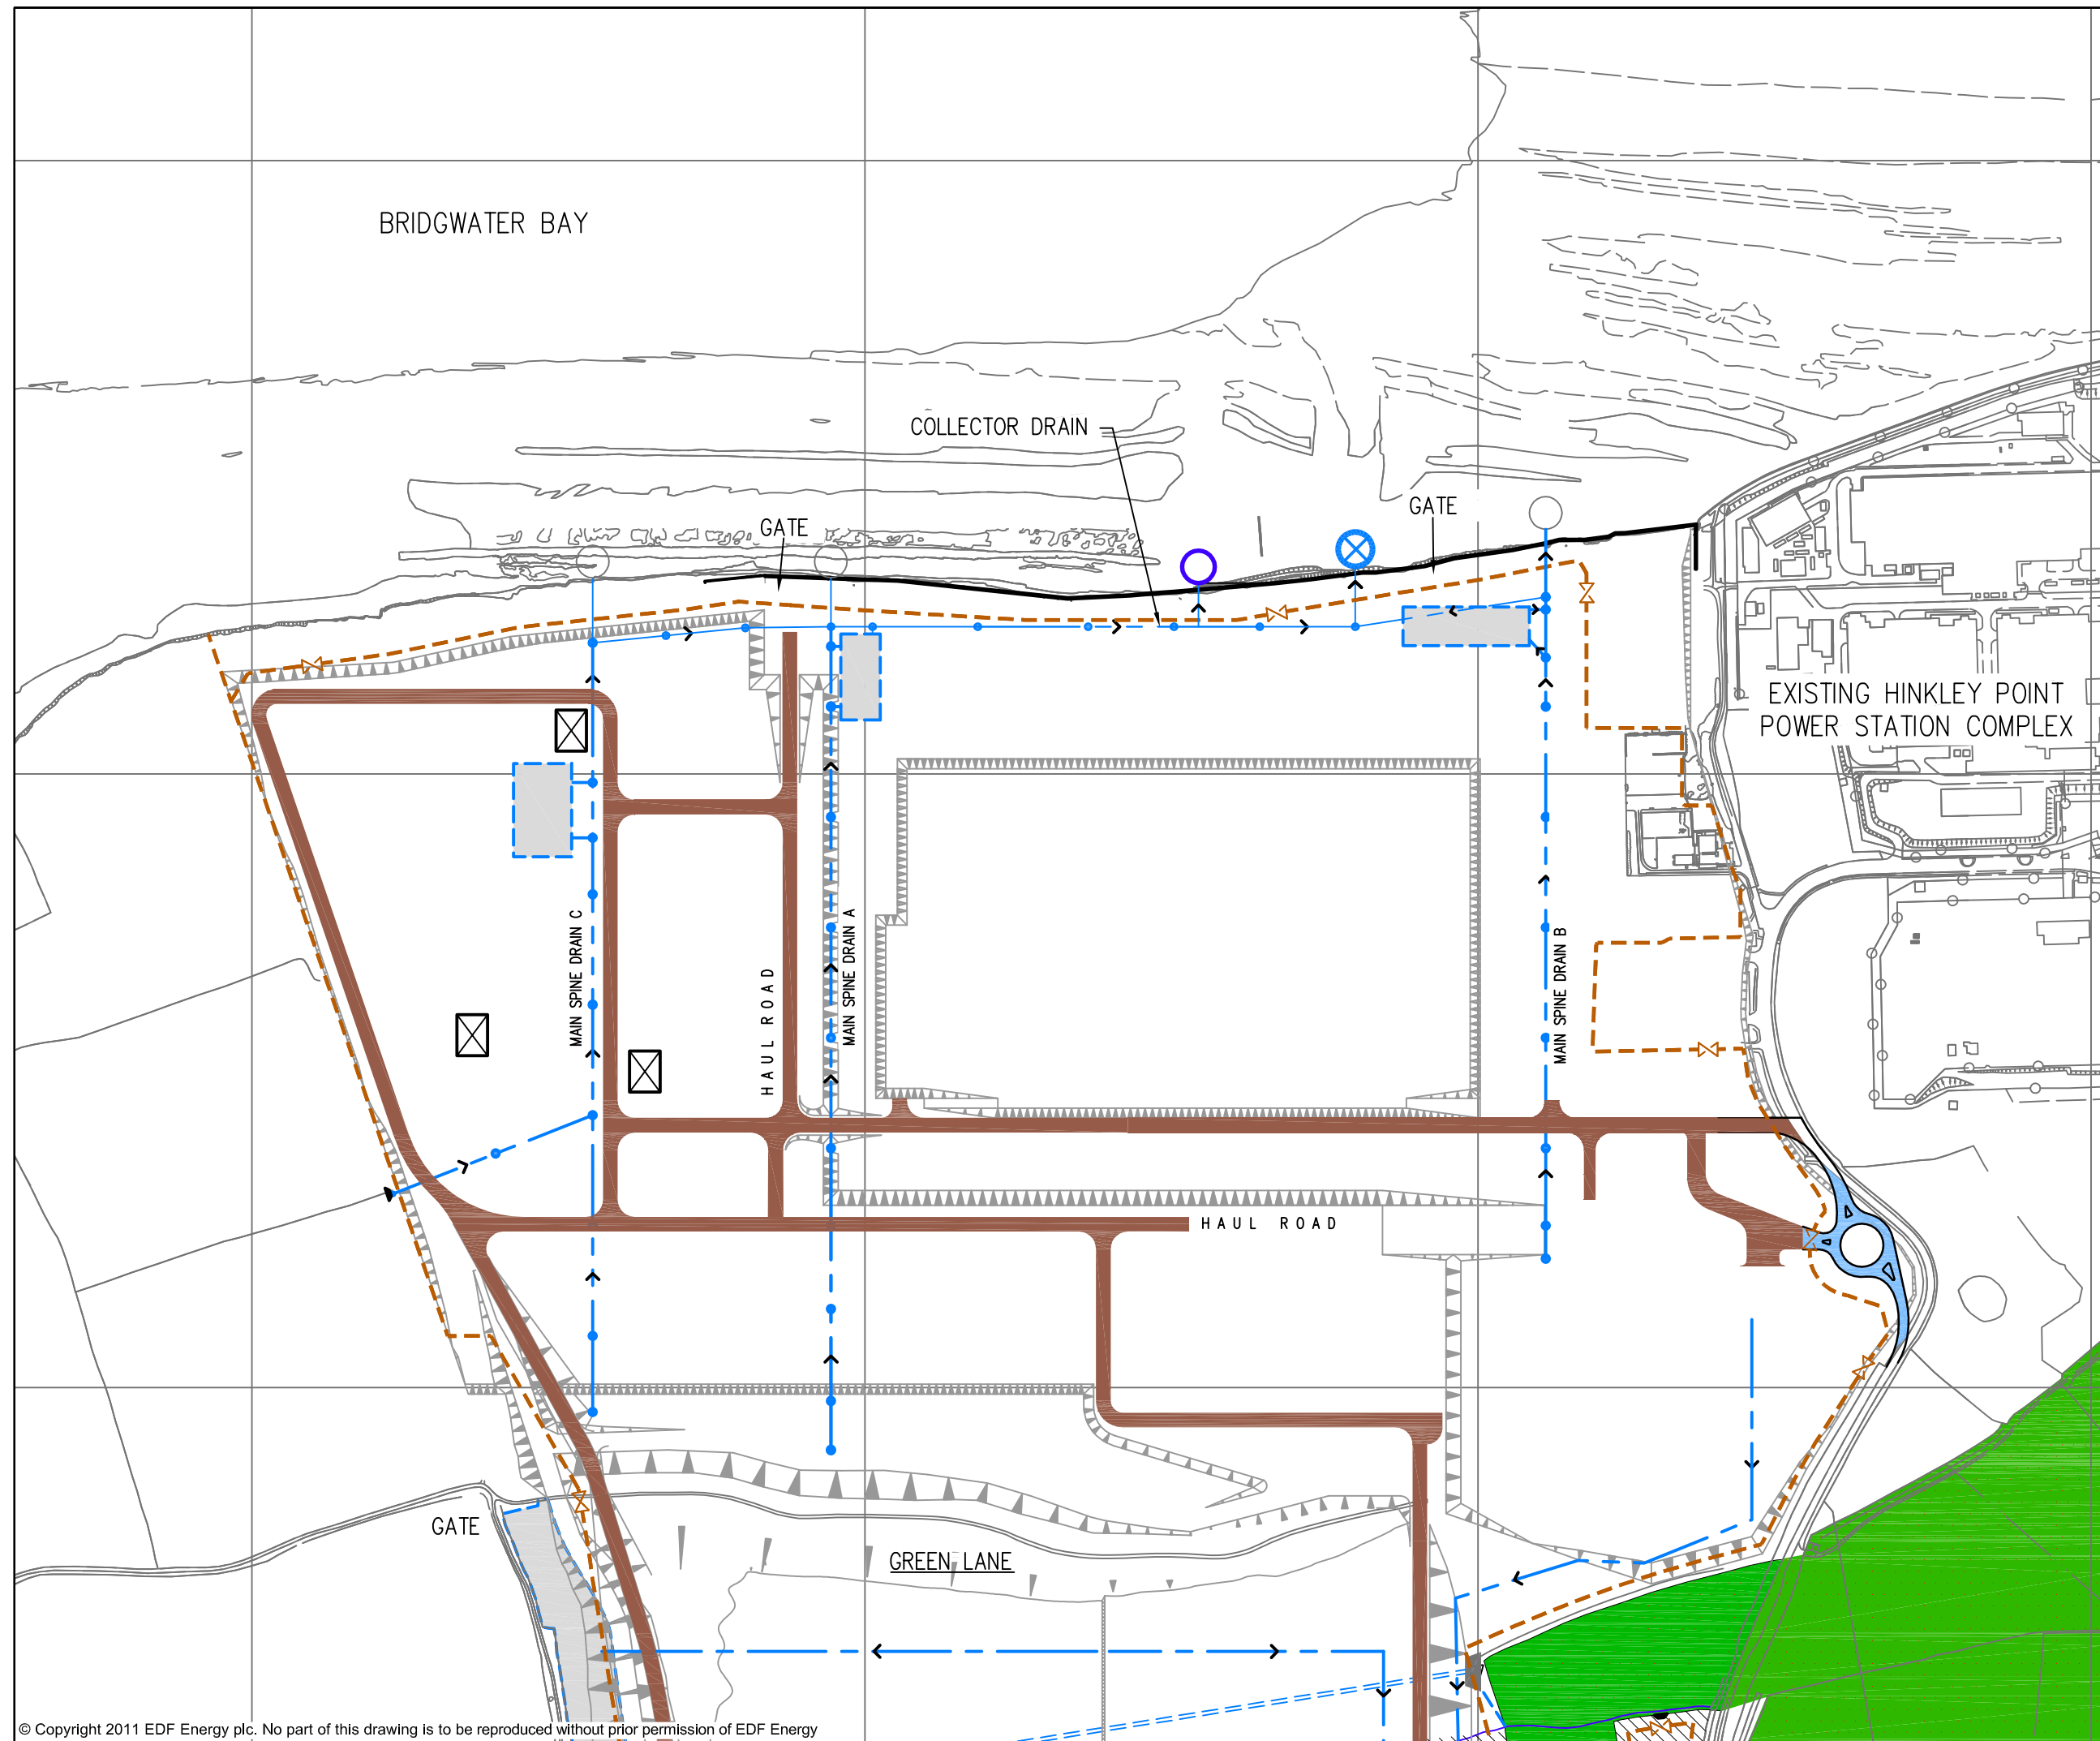 BRIDGWATER BAY
COLLECTOR DRAIN
GATE
GATE
EXISTING HINKLEY POINT
POWER STATION COMPLEX
MAIN SPINE DRAIN C
HAUL ROAD
MAIN SPINE DRAIN A
MAIN SPINE DRAIN B
HAUL ROAD
GATE
GREEN LANE
© Copyright 2011 EDF Energy plc. No part of this drawing is to be reproduced without prior permission of EDF Energy